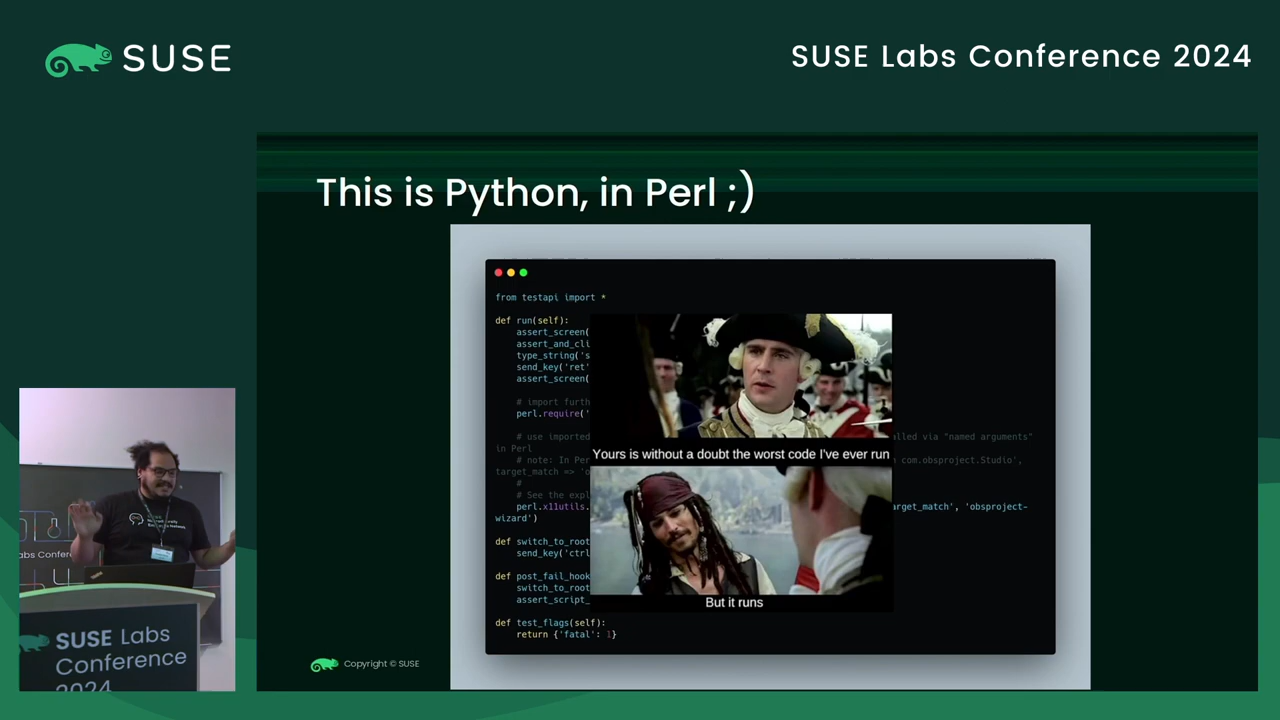 SUSE
SUSE Labs Conference 2024
This is Python, in Perl ;)
from testapi import *
def run(self):
assert_screen(
assert_and_cli
type_string('s
send_key('ret'
assert_screen(
# import furth
perl.require('
# use imported
alled via "named arguments"
in Perl
# note: In Per
com.obsproject.Studio',
target_match => 'o
#
# See the expl
perl.x11utils.
arget_match', 'obsproject-
wizard')
def switch_to_root
send_key('ctrl
def post_fail_hook
switch_to_root
assert_script_
def test_flags(self):
return {'fatal': 1}
Yours is without a doubt the worst code I've ever run
But it runs
Copyright © SUSE
abs Confere
SUSE Labs
Conference
2024